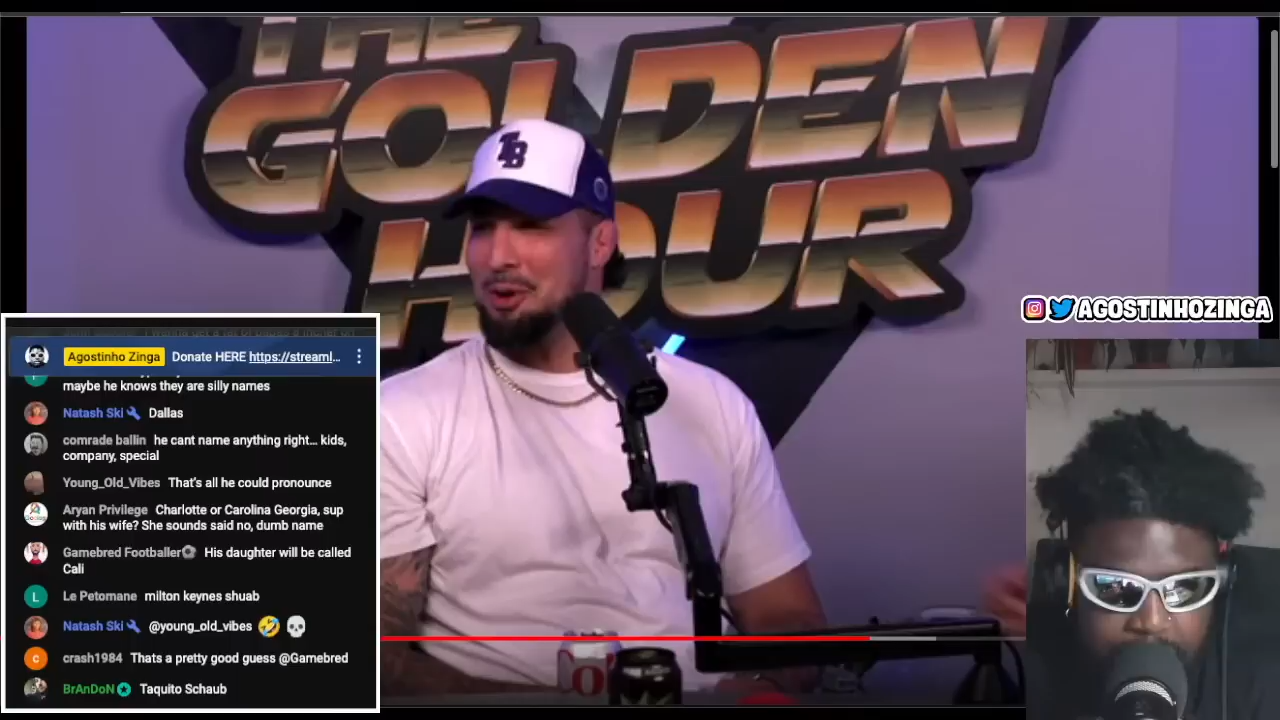 THE
GOLDEN
HOUR
TB
AGOSTINHOZINGA
Agostinho Zinga Donate HERE https://streaml...
maybe he knows they are silly names
Natash Ski Dallas
comrade ballin he cant name anything right... kids,
company, special
Young_Old_Vibes That's all he could pronounce
Aryan Privilege Charlotte or Carolina Georgia, sup
with his wife? She sounds said no, dumb name
Gamebred Footballer⚽ His daughter will be called
Cali
L Le Petomane milton keynes shuab
Natash Ski @young_old_vibes 🤣 💀
C crash1984 Thats a pretty good guess @Gamebred
BrAnDoN Taquito Schaub